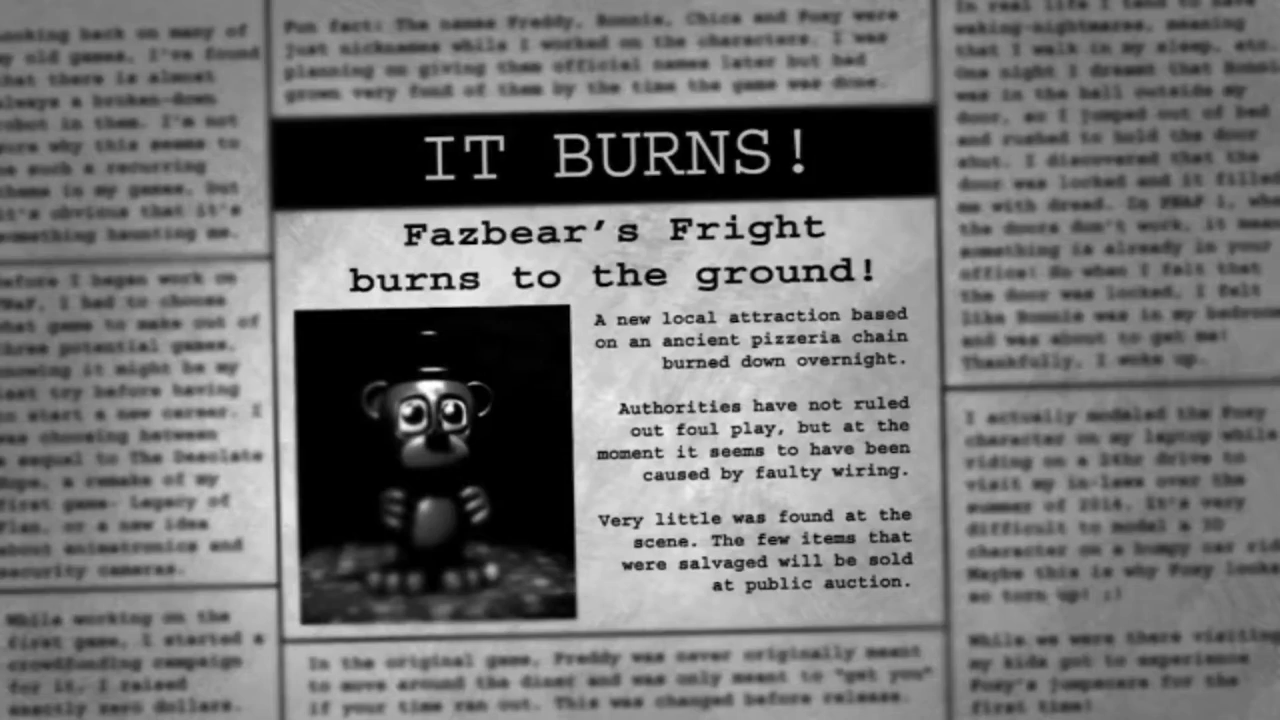 Looking back on many of
my old games, I've found
that there is almost
always a broken-down
robot in them. I'm not
sure why this seems to
be such a recurring
theme in my games, but
it's obvious that it's
something haunting me.
Before I began work on
FNaF, I had to choose
what game to make out of
three potential games,
knowing it might be my
last try before having
to start a new career. I
was choosing between
a sequel to The Desolate
Hope, a remake of my
first game- Legacy of
Flan, or a new idea
about animatronics and
security cameras.
While working on the
first game, I started a
crowdfunding campaign
for it. I raised
exactly zero dollars.
Fun fact: The names Freddy, Bonnie, Chica and Foxy were
just nicknames while I worked on the characters. I was
planning on giving them official names later but had
grown very fond of them by the time the game was done.
IT BURNS!
Fazbear's Fright
burns to the ground!
A new local attraction based
on an ancient pizzeria chain
burned down overnight.
Authorities have not ruled
out foul play, but at the
moment it seems to have been
caused by faulty wiring.
Very little was found at the
scene. The few items that
were salvaged will be sold
at public auction.
In the original game, Freddy was never originally meant
to move around the diner and was only meant to "get you"
if your time ran out. This was changed before release.
In real life I tend to have
waking-nightmares, meaning
that I walk in my sleep, etc.
One night I dreamt that Bonnie
was in the hall outside my
door, so I jumped out of bed
and rushed to hold the door
shut. I discovered that the
door was locked and it filled
me with dread. In FNAF 1, when
the doors don't work, it means
something is already in your
office! So when I felt that
the door was locked, I felt
like Bonnie was in my bedroom
and was about to get me!
Thankfully, I woke up.
I actually modeled the Foxy
character on my laptop while
riding on a 14hr drive to
visit my in-laws over the
summer of 2014. It's very
difficult to model a 3D
character on a bumpy car ride
Maybe this is why Foxy looks
so torn up! ;)
While we were there visiting
my kids got to experience
Foxy's jumpscare for the
first time!